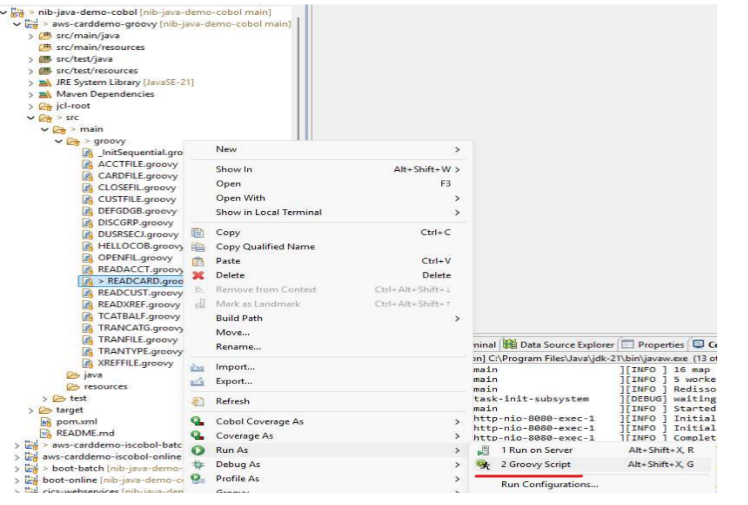 > nib-java-demo-cobol [nib-java-demo-cobol main]
> aws-carddemo-groovy [nib-java-demo-cobol main]
src/main/java
src/main/resources
src/test/java
src/test/resources
JRE System Library [JavaSE-21]
Maven Dependencies
jcl-root
> src
> main
> groovy
_InitSequential.gro
ACCTFILE.groovy
CARDFILE.groovy
CLOSEFIL.groovy
CUSTFILE.groovy
DEFGDGB.groovy
DISCGRP.groovy
DUSRSECJ.groovy
HELLOCOB.groovy
OPENFIL.groovy
READACCT.groovy
> READCARD.groo
READCUST.groovy
READXREF.groovy
TCATBALF.groovy
TRANCATG.groovy
TRANFILE.groovy
TRANTYPE.groovy
XREFFILE.groovy
java
resources
> test
target
pom.xml
README.md
> aws-carddemo-iscobol-batc
aws-carddemo-iscobol-online
> boot-batch [nib-java-demo-
boot-online [nib-java-demo-c
cics-webservices [nib-java-dem
New >
Show In Alt+Shift+W >
Open F3
Open With >
Show in Local Terminal >
Copy Ctrl+C
Copy Qualified Name
Paste Ctrl+V
Delete Delete
Remove from Context Ctrl+Alt+Shift+↓
Mark as Landmark Ctrl+Alt+Shift+↑
Build Path >
Move...
Rename...
Import...
Export...
Refresh
Cobol Coverage As >
Coverage As >
Run As >
Debug As >
Profile As >
Groovy >
minal Data Source Explorer Properties Co
on] C:\Program Files\Java\jdk-21\bin\javaw.exe (13 ot
main ][INFO ] 16 map
main ][INFO ] 5 worke
main ][INFO ] Redisso
task-init-subsystem ][DEBUG] waiting
main ][INFO ] Started
http-nio-8080-exec-1 ][INFO ] Initial
http-nio-8080-exec-1 ][INFO ] Initial
http-nio-8080-exec-1 ][INFO ] Complet
1 Run on Server Alt+Shift+X, R
2 Groovy Script Alt+Shift+X, G
Run Configurations...